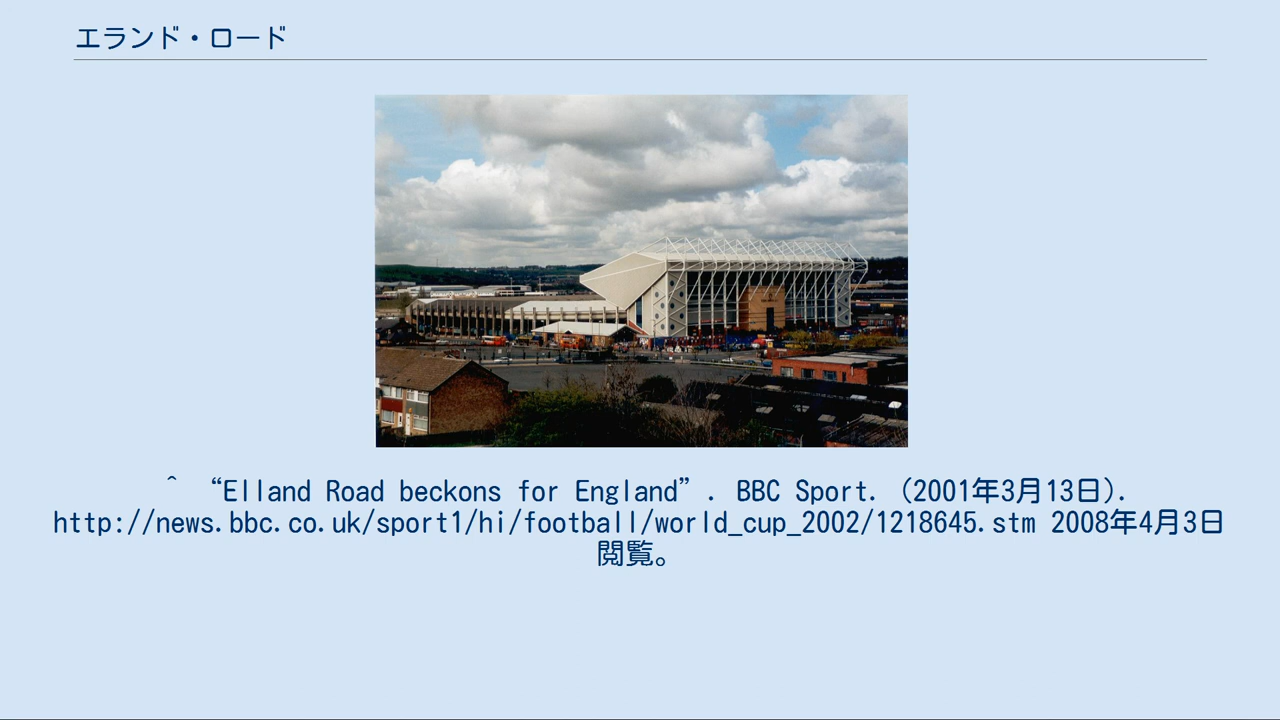 エランド・ロード
^ “Elland Road beckons for England”. BBC Sport. (2001年3月13日).
http://news.bbc.co.uk/sport1/hi/football/world_cup_2002/1218645.stm 2008年4月3日
閲覧。